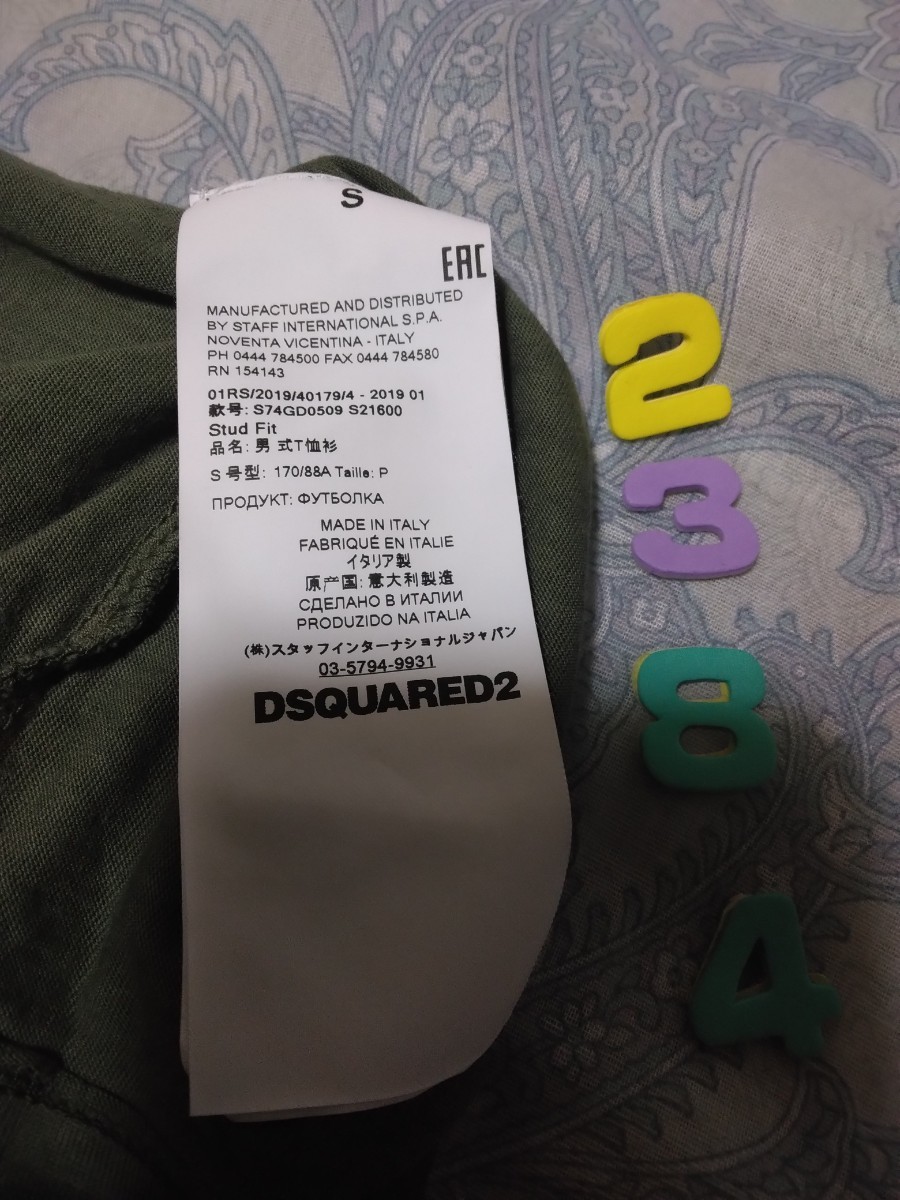 S
EAC
MANUFACTURED AND DISTRIBUTED
BY STAFF INTERNATIONAL S.P.A.
NOVENTA VICENTINA - ITALY
PH 0444 784500 FAX 0444 784580
RN 154143
01RS/2019/40179/4 - 2019 01
款号: S74GD0509 S21600
Stud Fit
品名: 男 式T恤衫
S 号型: 170/88A Taille: P
ПРОДУКТ: ФУТБОЛКА
MADE IN ITALY
FABRIQUÉ EN ITALIE
イタリア製
原产国: 意大利製造
СДЕЛАНО В ИТАЛИИ
PRODUZIDO NA ITALIA
(株)スタッフインターナショナルジャパン
03-5794-9931
DSQUARED2
2
3
8
4